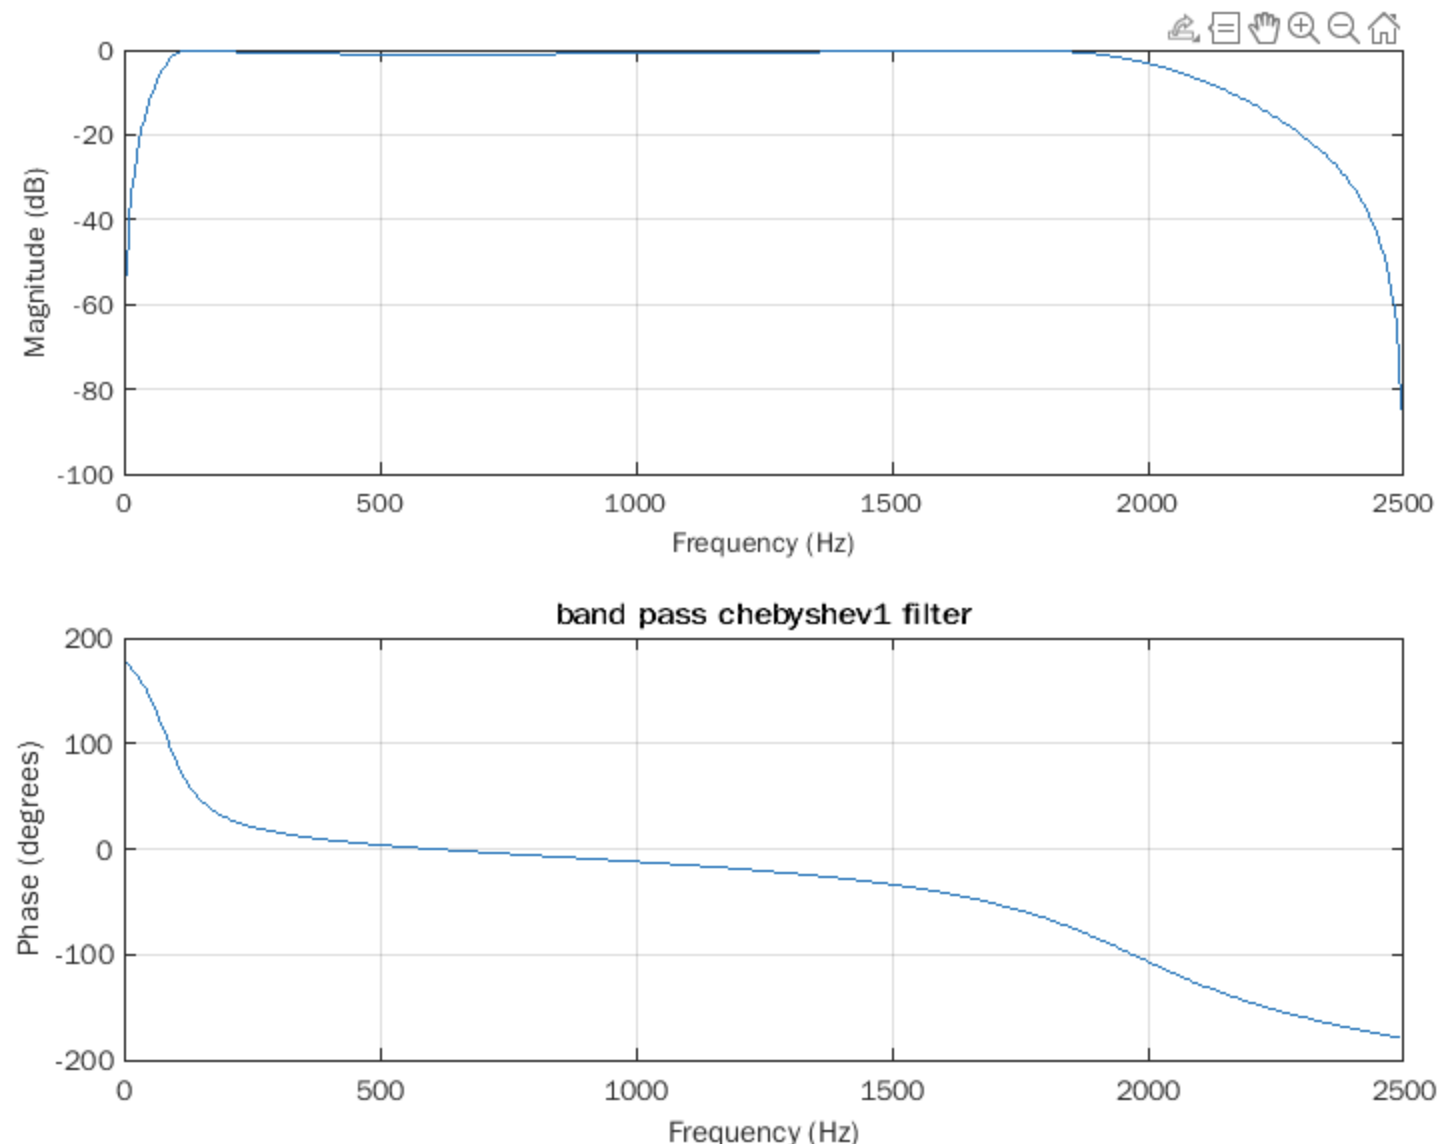 0
-20
-40
-60
-80
-100
Magnitude (dB)
0 500 1000 1500 2000 2500
Frequency (Hz)
band pass chebyshev1 filter
200
100
0
-100
-200
Phase (degrees)
0 500 1000 1500 2000 2500
Frequency (Hz)